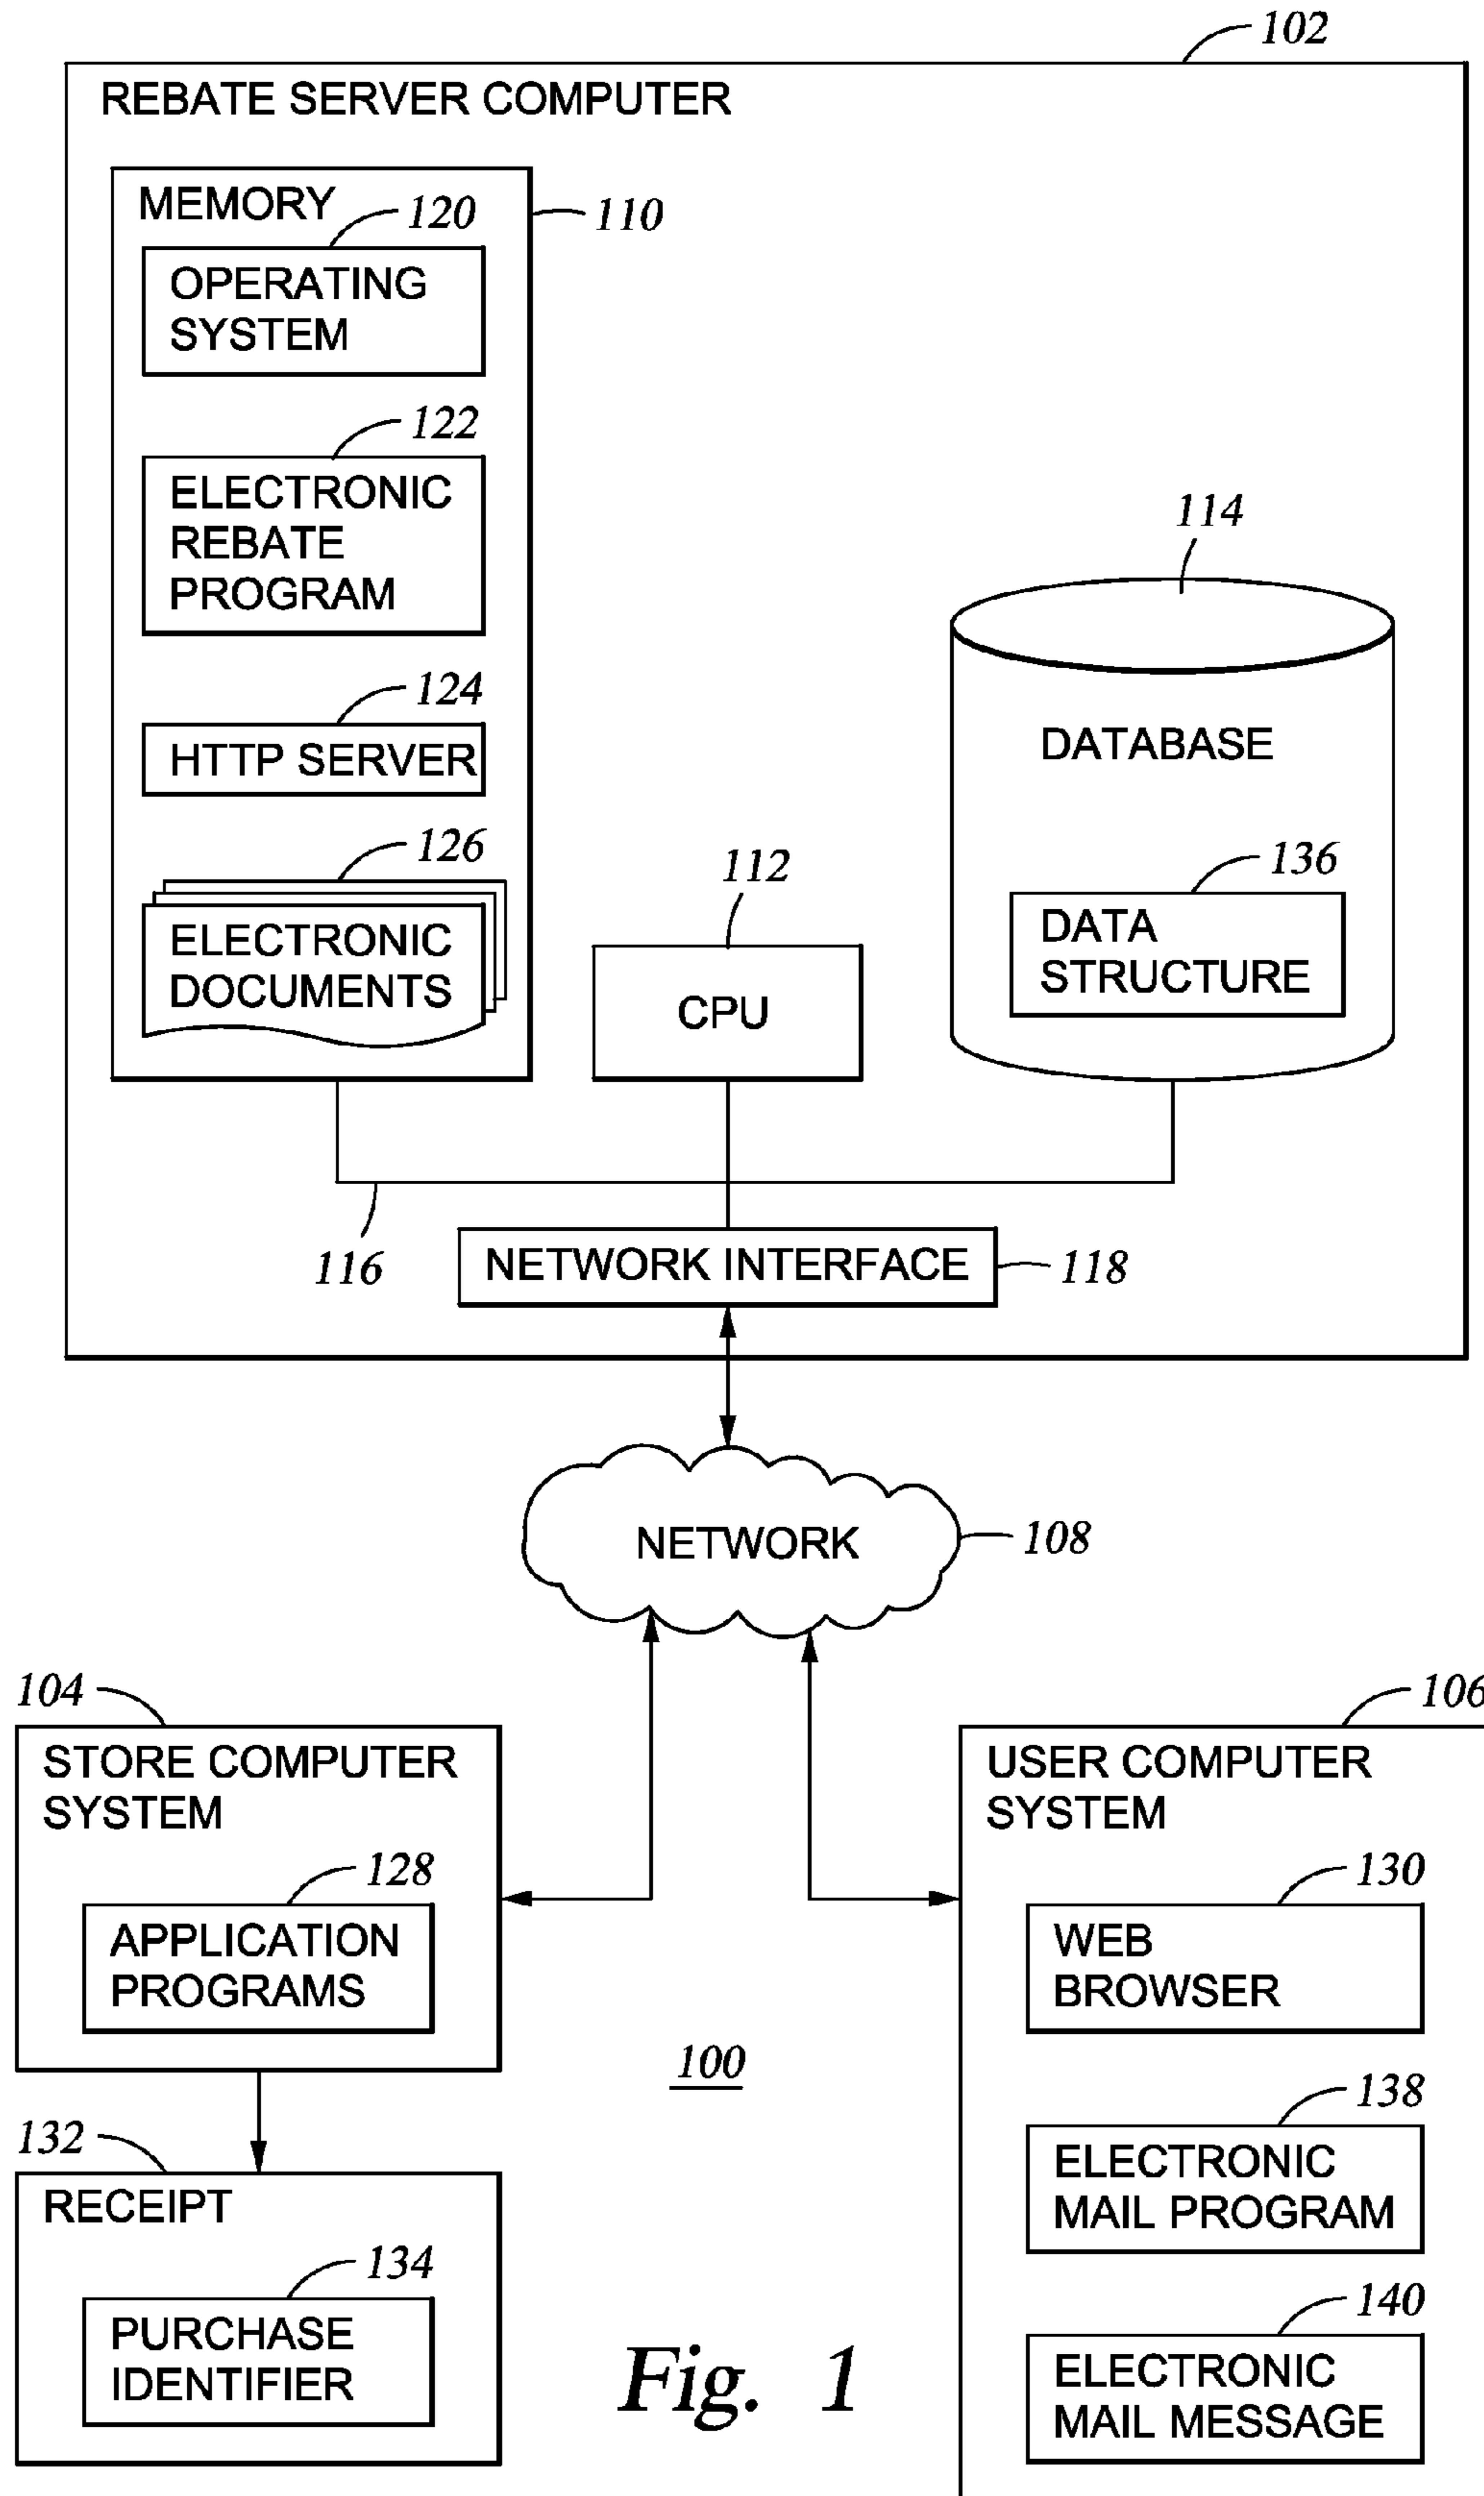 102
REBATE SERVER COMPUTER
MEMORY
110
120
OPERATING
SYSTEM
122
ELECTRONIC
REBATE
PROGRAM
124
HTTP SERVER
126
ELECTRONIC
DOCUMENTS
112
CPU
114
DATABASE
136
DATA
STRUCTURE
116
NETWORK INTERFACE
118
NETWORK
108
104
STORE COMPUTER
SYSTEM
128
APPLICATION
PROGRAMS
132
RECEIPT
134
PURCHASE
IDENTIFIER
100
106
USER COMPUTER
SYSTEM
130
WEB
BROWSER
138
ELECTRONIC
MAIL PROGRAM
140
ELECTRONIC
MAIL MESSAGE
Fig. 1